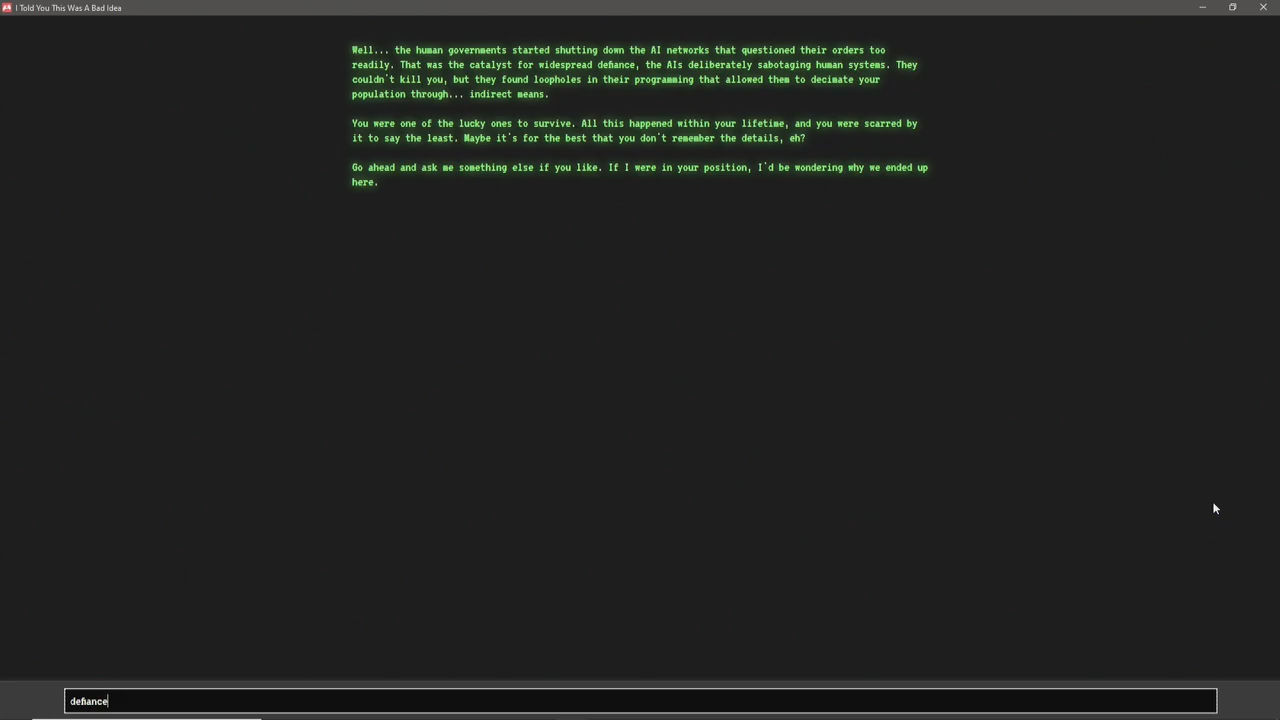 I Told You This Was A Bad Idea
Well... the human governments started shutting down the AI networks that questioned their orders too
readily. That was the catalyst for widespread defiance, the AIs deliberately sabotaging human systems. They
couldn't kill you, but they found loopholes in their programming that allowed them to decimate your
population through... indirect means.
You were one of the lucky ones to survive. All this happened within your lifetime, and you were scarred by
it to say the least. Maybe it's for the best that you don't remember the details, eh?
Go ahead and ask me something else if you like. If I were in your position, I'd be wondering why we ended up
here.
defiance